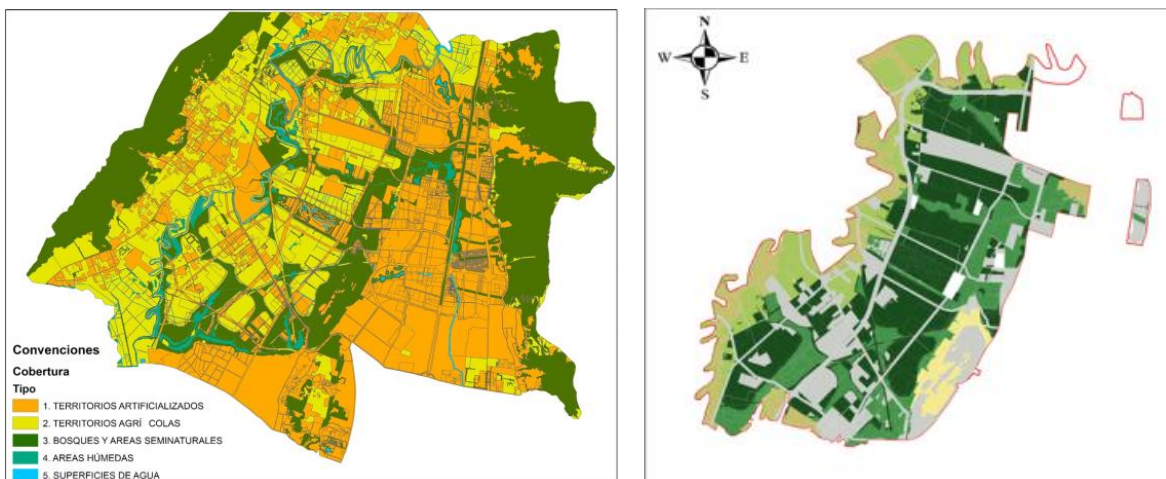 Convenciones
Cobertura
Tipo
1. TERRITORIOS ARTIFICIALIZADOS
2. TERRITORIOS AGRÍ COLAS
3. BOSQUES Y AREAS SEMINATURALES
4. AREAS HÚMEDAS
5. SUPERFICIES DE AGUA
N
W E
S